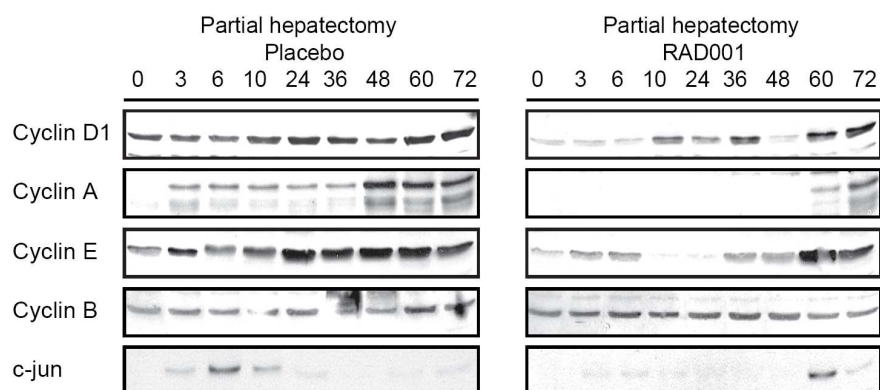 Partial hepatectomy
Placebo
0 3 6 10 24 36 48 60 72
Partial hepatectomy
RAD001
0 3 6 10 24 36 48 60 72
Cyclin D1
Cyclin A
Cyclin E
Cyclin B
c-jun